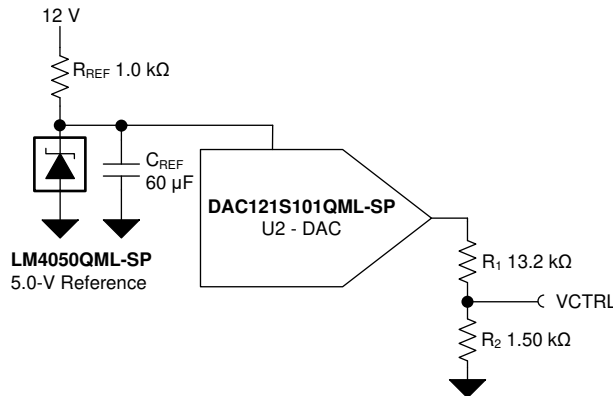 12 V
R_REF 1.0 kΩ
C_REF
60 µF
DAC121S101QML-SP
U2 - DAC
LM4050QML-SP
5.0-V Reference
R₁ 13.2 kΩ
VCTRL
R₂ 1.50 kΩ